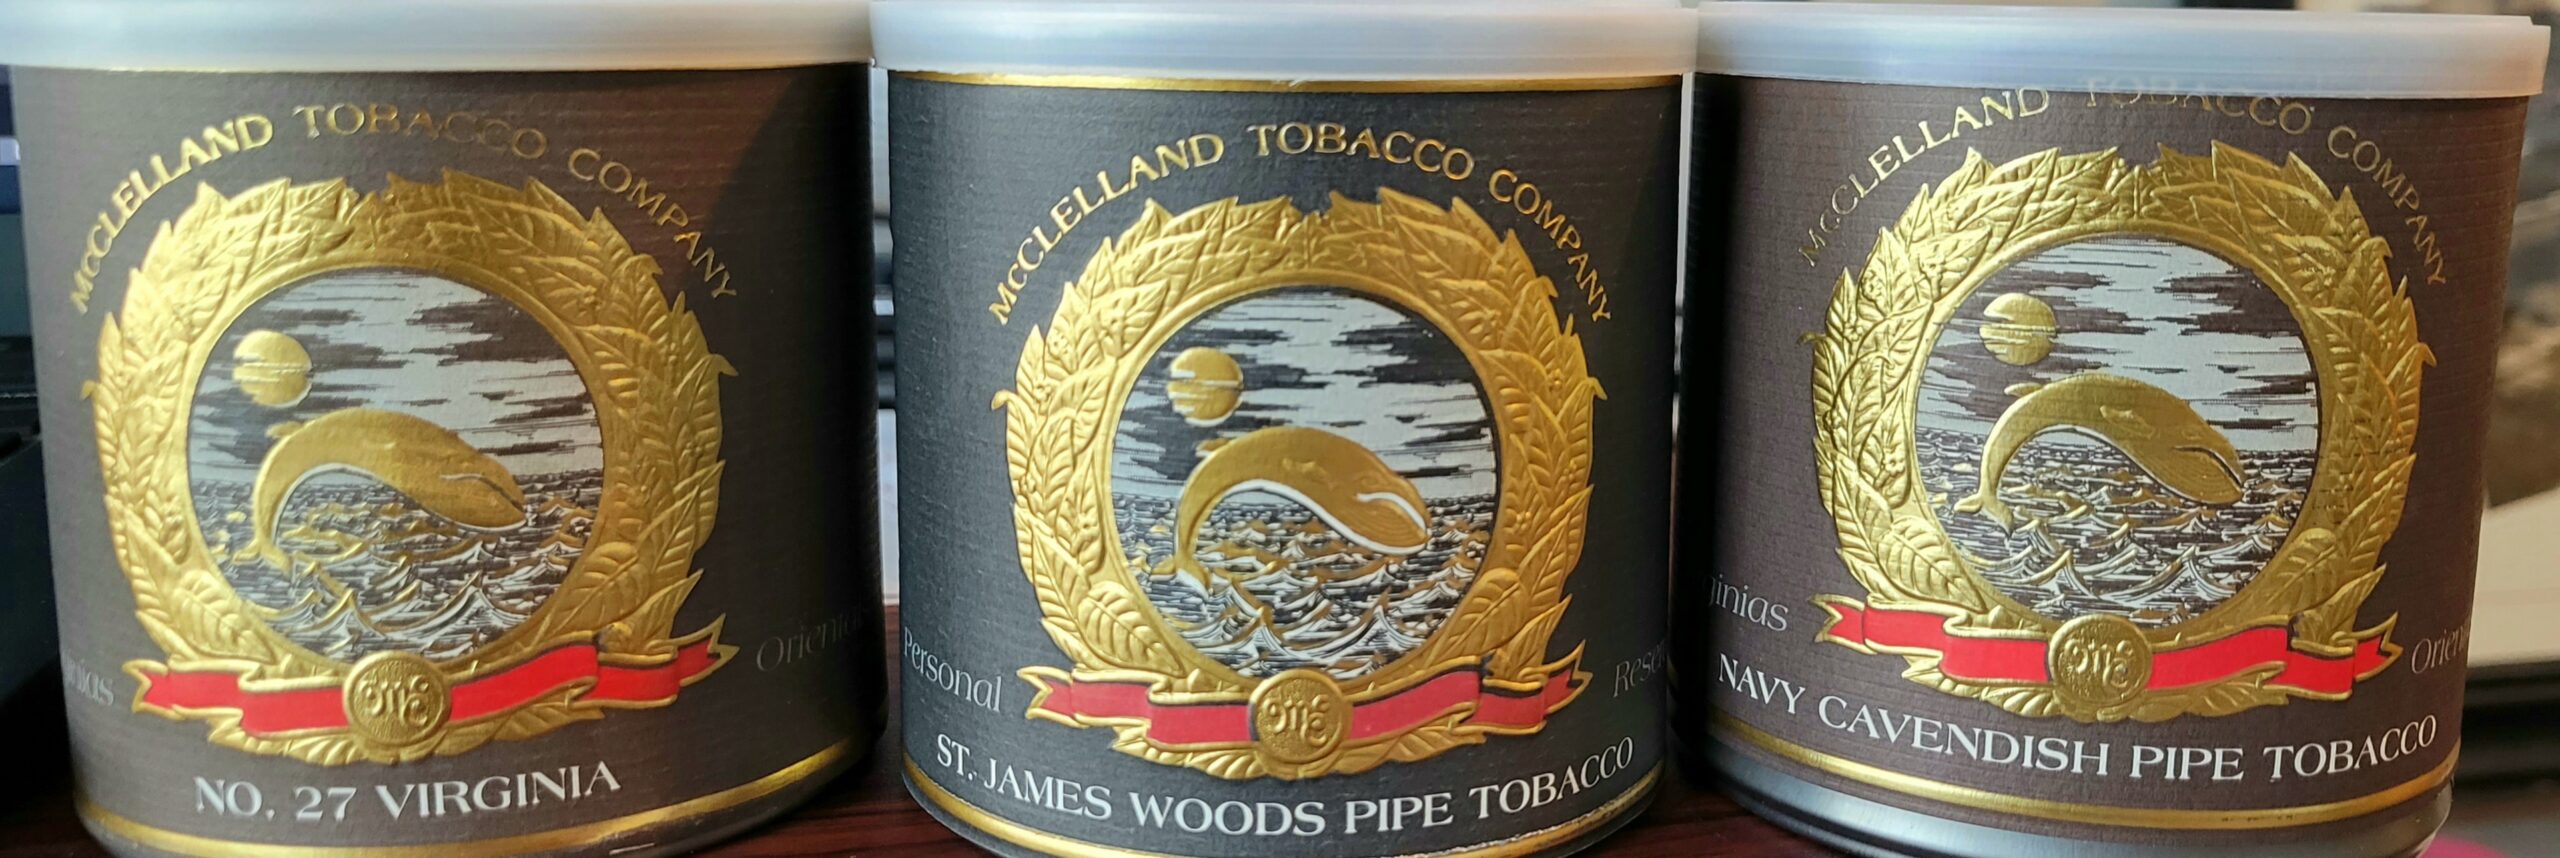 McCLELLAND TOBACCO COMPANY
Orientals
NO. 27 VIRGINIA
McCLELLAND TOBACCO COMPANY
Personal
ST. JAMES WOODS PIPE TOBACCO
McCLELLAND TOBACCO COMPANY
NAVY CAVENDISH PIPE TOBACCO